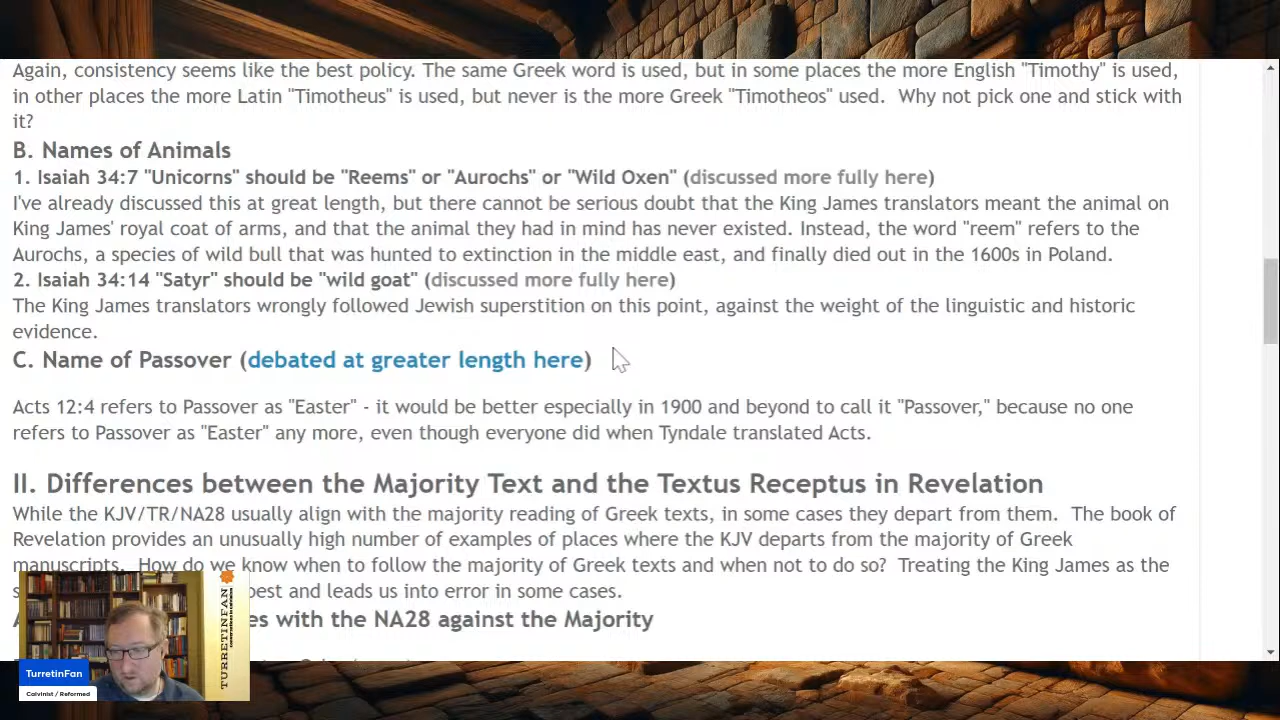 Again, consistency seems like the best policy. The same Greek word is used, but in some places the more English "Timothy" is used,
in other places the more Latin "Timotheus" is used, but never is the more Greek "Timotheos" used.  Why not pick one and stick with
it?
B. Names of Animals
1. Isaiah 34:7 "Unicorns" should be "Reems" or "Aurochs" or "Wild Oxen" (discussed more fully here)
I've already discussed this at great length, but there cannot be serious doubt that the King James translators meant the animal on
King James' royal coat of arms, and that the animal they had in mind has never existed. Instead, the word "reem" refers to the
Aurochs, a species of wild bull that was hunted to extinction in the middle east, and finally died out in the 1600s in Poland.
2. Isaiah 34:14 "Satyr" should be "wild goat" (discussed more fully here)
The King James translators wrongly followed Jewish superstition on this point, against the weight of the linguistic and historic
evidence.
C. Name of Passover (debated at greater length here)
Acts 12:4 refers to Passover as "Easter" - it would be better especially in 1900 and beyond to call it "Passover," because no one
refers to Passover as "Easter" any more, even though everyone did when Tyndale translated Acts.
II. Differences between the Majority Text and the Textus Receptus in Revelation
While the KJV/TR/NA28 usually align with the majority reading of Greek texts, in some cases they depart from them.  The book of
Revelation provides an unusually high number of examples of places where the KJV departs from the majority of Greek
manuscripts.  How do we know when to follow the majority of Greek texts and when not to do so?  Treating the King James as the
best and leads us into error in some cases.
with the NA28 against the Majority
TURRETINFAN
TurretinFan
Calvinist / Reformed